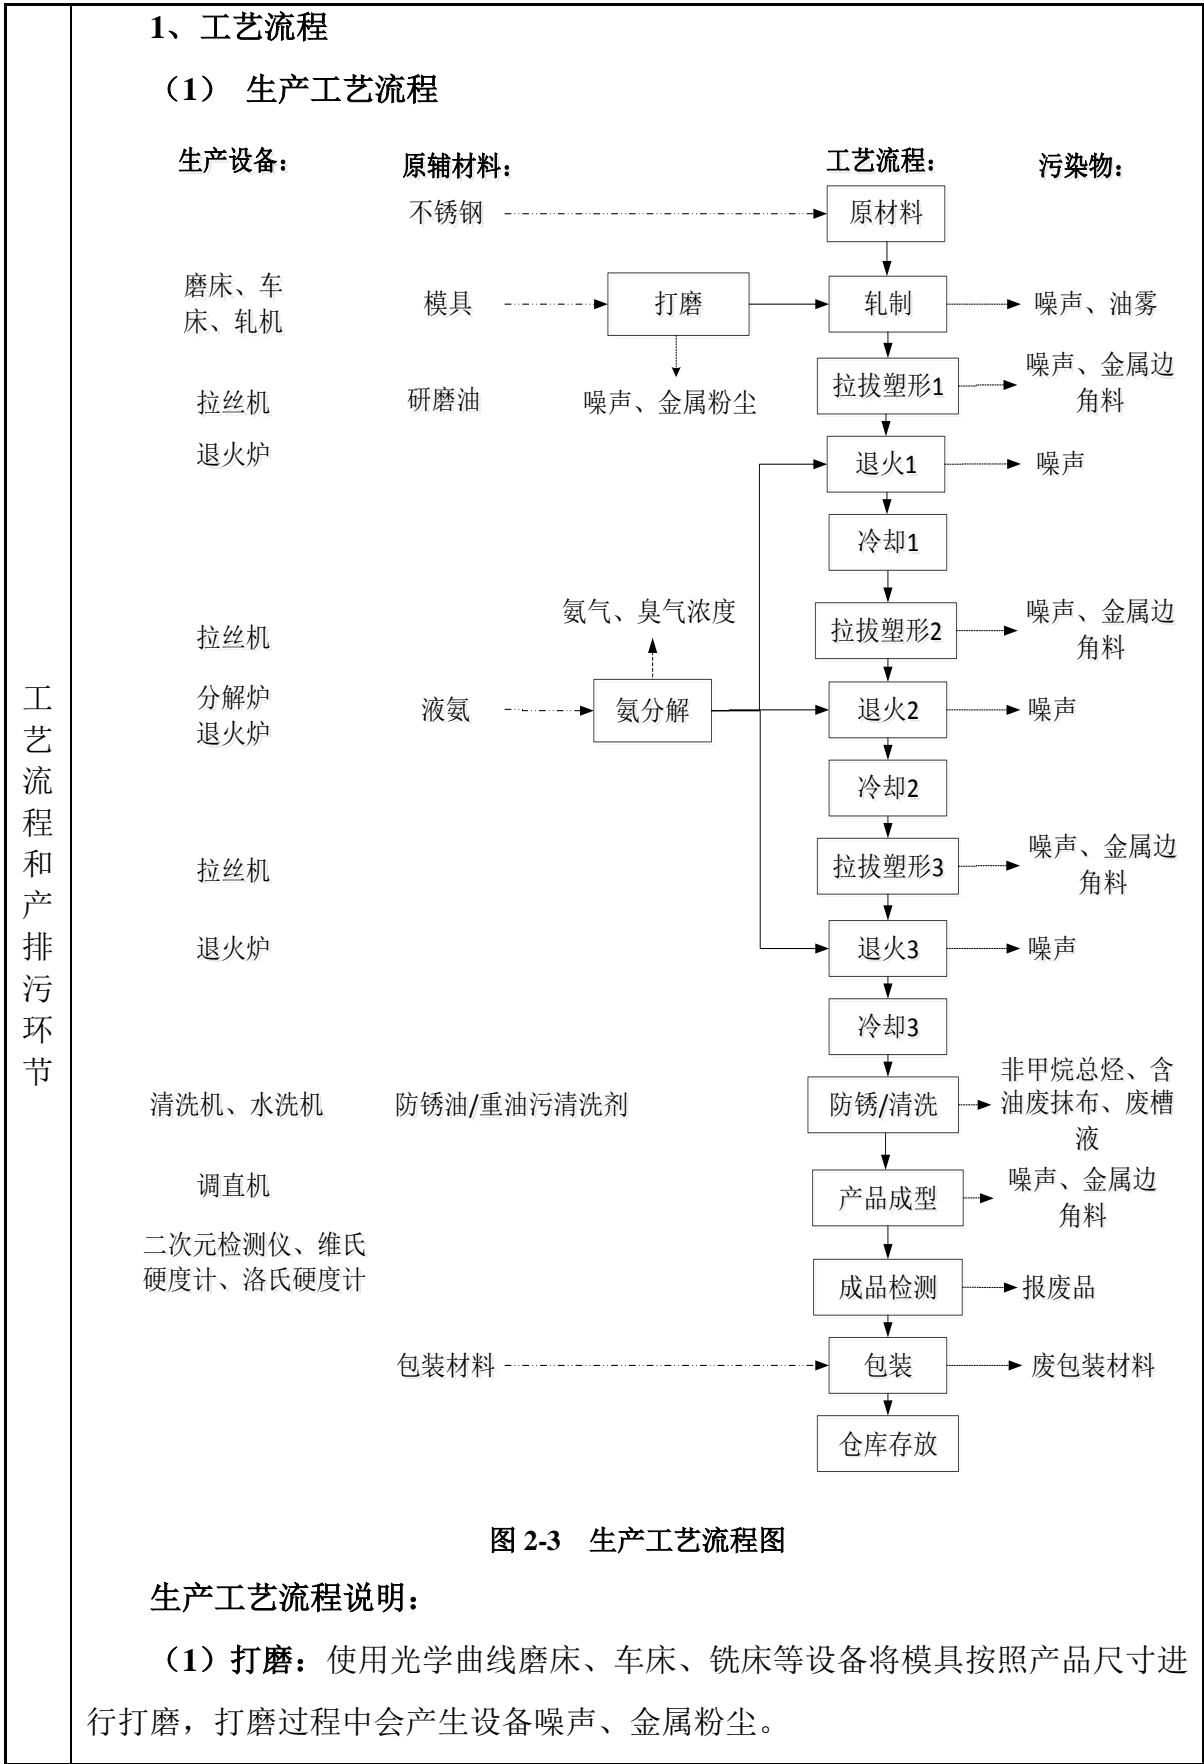 1、工艺流程
（1） 生产工艺流程
生产设备： 原辅材料： 工艺流程： 污染物：
不锈钢 原材料
磨床、车
床、轧机
模具 打磨 轧制 噪声、油雾
拉丝机 研磨油 噪声、金属粉尘 拉拔塑形1
噪声、金属边
角料
退火炉 退火1 噪声
冷却1
氨气、臭气浓度
拉丝机 拉拔塑形2
噪声、金属边
角料
分解炉
退火炉
液氨 氨分解 退火2 噪声
冷却2
拉丝机 拉拔塑形3
噪声、金属边
角料
退火炉 退火3 噪声
冷却3
清洗机、水洗机 防锈油/重油污清洗剂 防锈/清洗
非甲烷总烃、含
油废抹布、废槽
液
调直机 产品成型
噪声、金属边
角料
二次元检测仪、维氏
硬度计、洛氏硬度计
成品检测 报废品
包装材料 包装 废包装材料
仓库存放
图 2-3 生产工艺流程图
生产工艺流程说明：
（1）打磨：使用光学曲线磨床、车床、铣床等设备将模具按照产品尺寸进
行打磨，打磨过程中会产生设备噪声、金属粉尘。
工
艺
流
程
和
产
排
污
环
节